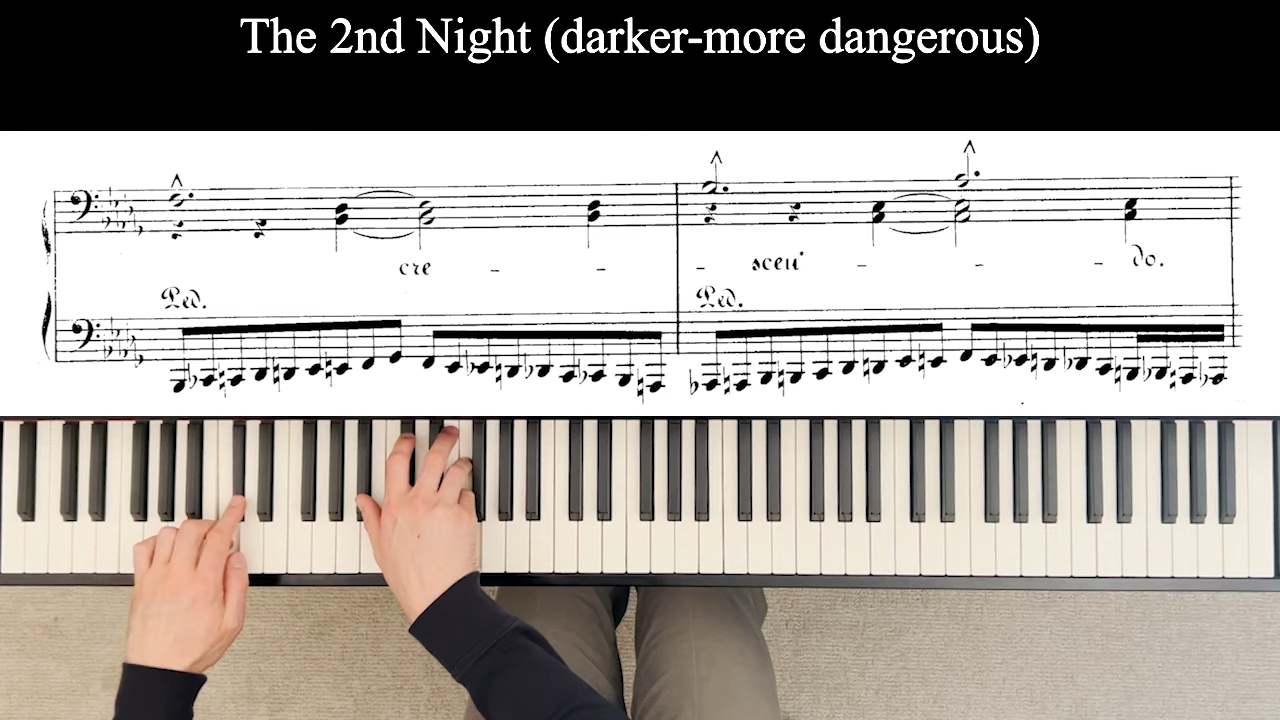 The 2nd Night (darker-more dangerous)
cre - - - scen - - - do.
Ped. Ped.